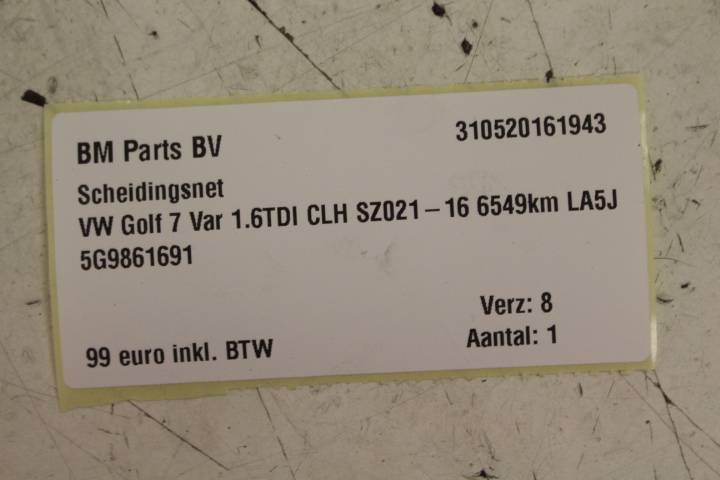 BM Parts BV
310520161943
Scheidingsnet
VW Golf 7 Var 1.6TDI CLH SZ021-16 6549km LA5J
5G9861691
Verz: 8
99 euro inkl. BTW
Aantal: 1